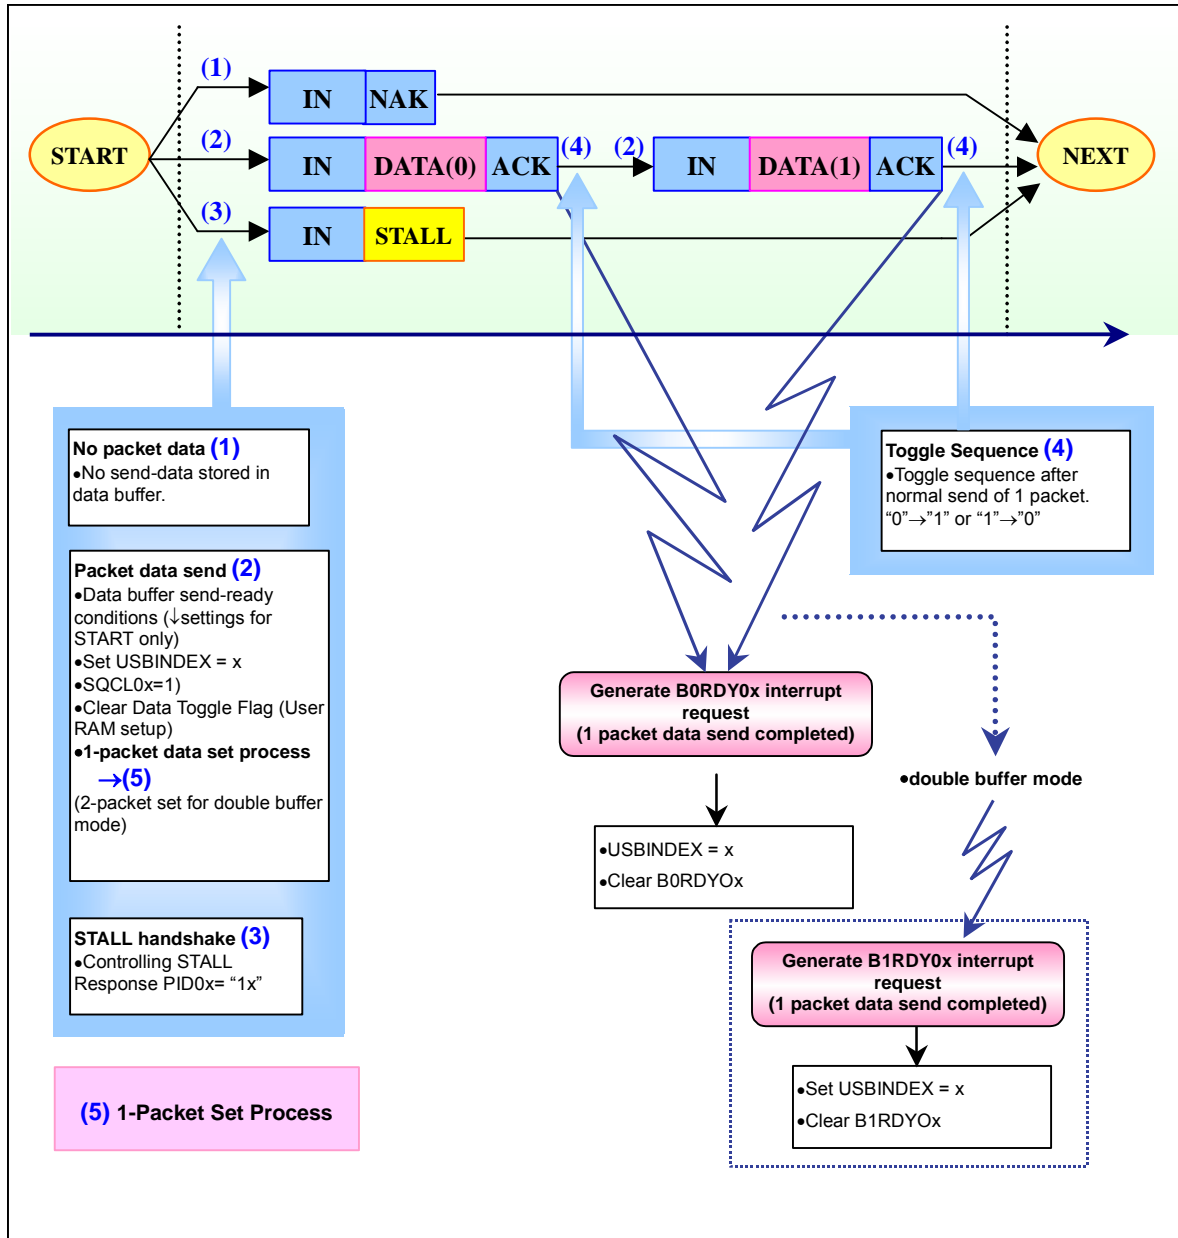 (1)
IN NAK
START
(2)
IN DATA(0) ACK
(4)
(2)
IN DATA(1) ACK
(4)
NEXT
(3)
IN STALL
No packet data (1)
•No send-data stored in
data buffer.
Packet data send (2)
•Data buffer send-ready
conditions (↓settings for
START only)
•Set USBINDEX = x
•SQCL0x=1)
•Clear Data Toggle Flag (User
RAM setup)
•1-packet data set process
→(5)
(2-packet set for double buffer
mode)
STALL handshake (3)
•Controlling STALL
Response PID0x= “1x”
(5) 1-Packet Set Process
Toggle Sequence (4)
•Toggle sequence after
normal send of 1 packet.
“0”→”1” or “1”→”0”
Generate B0RDY0x interrupt
request
(1 packet data send completed)
•USBINDEX = x
•Clear B0RDYOx
•double buffer mode
Generate B1RDY0x interrupt
request
(1 packet data send completed)
•Set USBINDEX = x
•Clear B1RDYOx